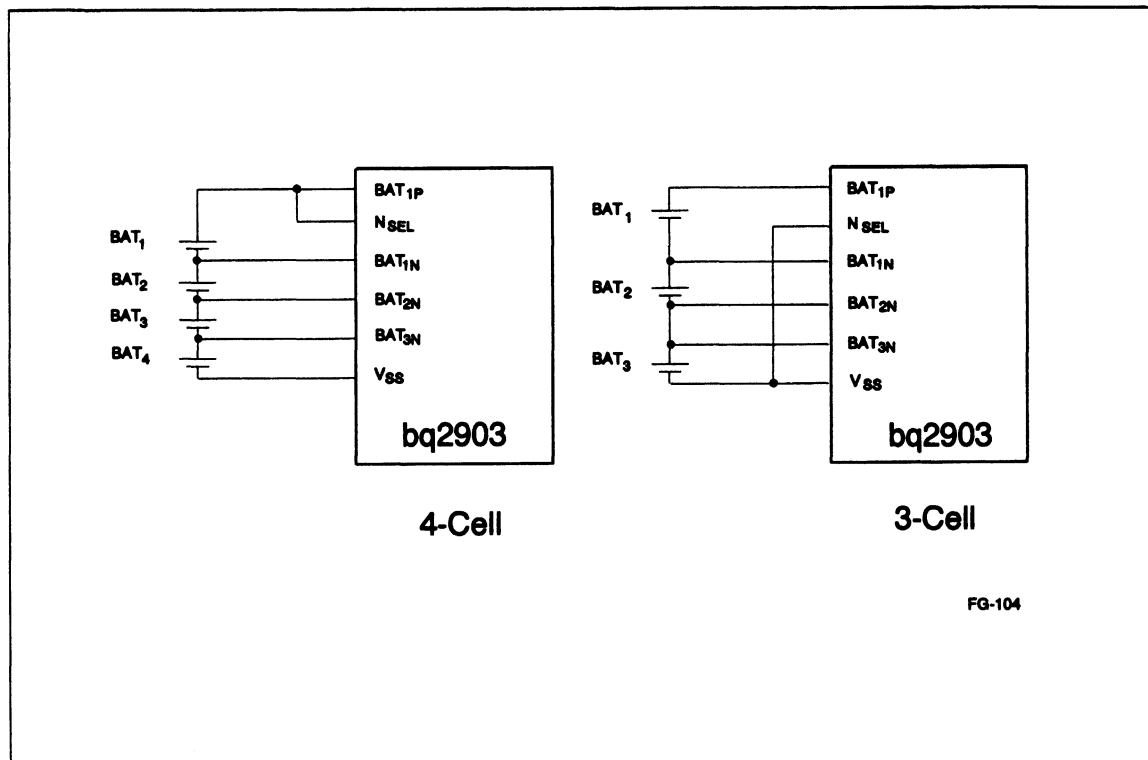 BAT1P
NSEL
BAT1
BAT1N
BAT2
BAT2N
BAT3
BAT3N
BAT4
VSS
bq2903
4-Cell
BAT1P
BAT1
NSEL
BAT1N
BAT2
BAT2N
BAT3N
BAT3
VSS
bq2903
3-Cell
FG-104